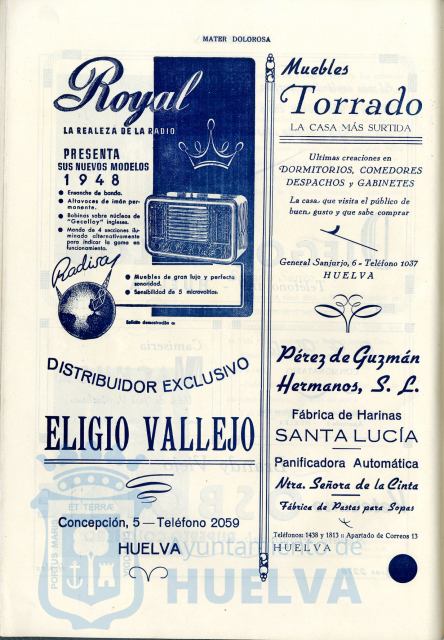 MATER DOLOROSA
Royal
LA REALEZA DE LA RADIO
PRESENTA
SUS NUEVOS MODELOS
1948
Ensanche de banda.
Altavoces de imán per-
manente.
Bobinas sobre núcleos de
"Gecalloy" ingleses.
Mando de 4 secciones ilu-
minado alternativamente
para indicar la gama en
funcionamiento.
Radisa
Muebles de gran lujo y perfecta
sonoridad.
Sensibilidad de 5 microvoltios.
Solicite demostración a:
DISTRIBUIDOR EXCLUSIVO
ELIGIO VALLEJO
Concepción, 5 — Teléfono 2059
HUELVA
Muebles
Torrado
LA CASA MÁS SURTIDA
Ultimas creaciones en
DORMITORIOS, COMEDORES
DESPACHOS y GABINETES
La casa que visita el público de
buen gusto y que sabe comprar
General Sanjurjo, 6 - Teléfono 1037
HUELVA
Pérez de Guzmán
Hermanos, S. L.
Fábrica de Harinas
SANTA LUCÍA
Panificadora Automática
Ntra. Señora de la Cinta
Fábrica de Pastas para Sopas
Teléfonos: 1438 y 1813 :: Apartado de Correos 13
HUELVA
PORTUS MARIS
ET TERRAE
Ayuntamiento de
HUELVA